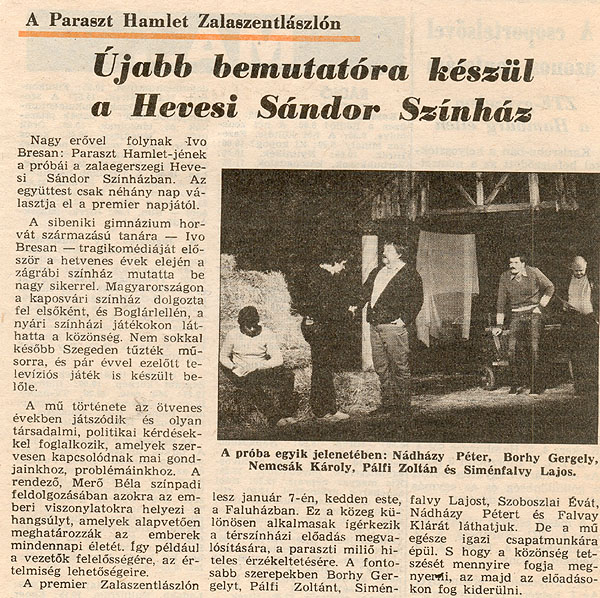 A Paraszt Hamlet Zalaszentlászlón
Újabb bemutatóra készül
a Hevesi Sándor Színház
Nagy erővel folynak Ivo
Bresan: Paraszt Hamlet-jének
a próbái a zalaegerszegi Heve-
si Sándor Színházban. Az
együttest csak néhány nap vá-
lasztja el a premier napjától.
A sibeniki gimnázium hor-
vát származású tanára — Ivo
Bresan — tragikomédiáját elő-
ször a hetvenes évek elején a
zágrábi színház mutatta be
nagy sikerrel. Magyarországon
a kaposvári színház dolgozta
fel elsőként, és Boglárlellén, a
nyári színházi játékokon lát-
hatta a közönség. Nem sokkal
később Szegeden tűzték mű-
sorra, és pár évvel ezelőtt te-
levíziós játék is készült be-
lőle.
A mű története az ötvenes
években játszódik és olyan
társadalmi, politikai kérdések-
kel foglalkozik, amelyek szer-
vesen kapcsolódnak mai gond-
jainkhoz, problémáinkhoz. A
rendező, Merő Béla színpadi
feldolgozásában azokra az em-
beri viszonylatokra helyezi a
hangsúlyt, amelyek alapvetően
meghatározzák az emberek
mindennapi életét. Így például
a vezetők felelősségére, az ér-
telmiség lehetőségeire.
A premier Zalaszentlászlón
A próba egyik jelenetében: Nádházy Péter, Borhy Gergely,
Nemcsák Károly, Pálfi Zoltán és Siménfalvy Lajos.
lesz január 7-én, kedden este,
a Faluházban. Ez a közeg kü-
lönösen alkalmasak ígérkezik
a térszínházi előadás megva-
lósítására, a paraszti miliő hi-
teles érzékeltetésére. A fonto-
sabb szerepekben Borhy Ger-
gelyt, Pálfi Zoltánt, Simén-
falvy Lajost, Szoboszlai Évát,
Nádházy Pétert és Falvay
Klárát láthatjuk. De a mű
egésze igazi csapatmunkára
épül. S hogy a közönség tet-
szését mennyire fogja meg-
nyerni, az majd az előadáso-
kon fog kiderülni.